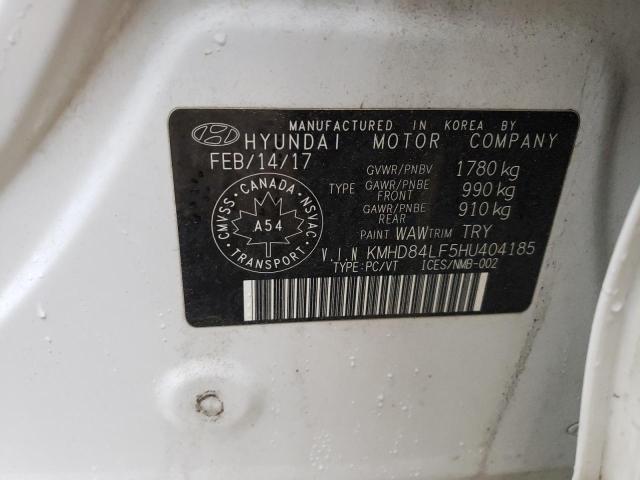 MANUFACTURED IN KOREA BY
HYUNDAI MOTOR COMPANY
FEB/14/17
GVWR/PNBV 1780 kg
TYPE GAWR/PNBE FRONT 990 kg
GAWR/PNBE REAR 910 kg
PAINT WAW TRIM TRY
V.I.N KMHD84LF5HU404185
TYPE:PC/VT ICES/NMB-002
CMVSS CANADA NSVAC
A54
TRANSPORT